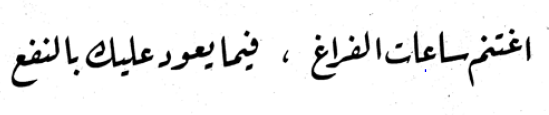 اغتنم ساعات الفراغ ، فيما يعود عليك بالنفع